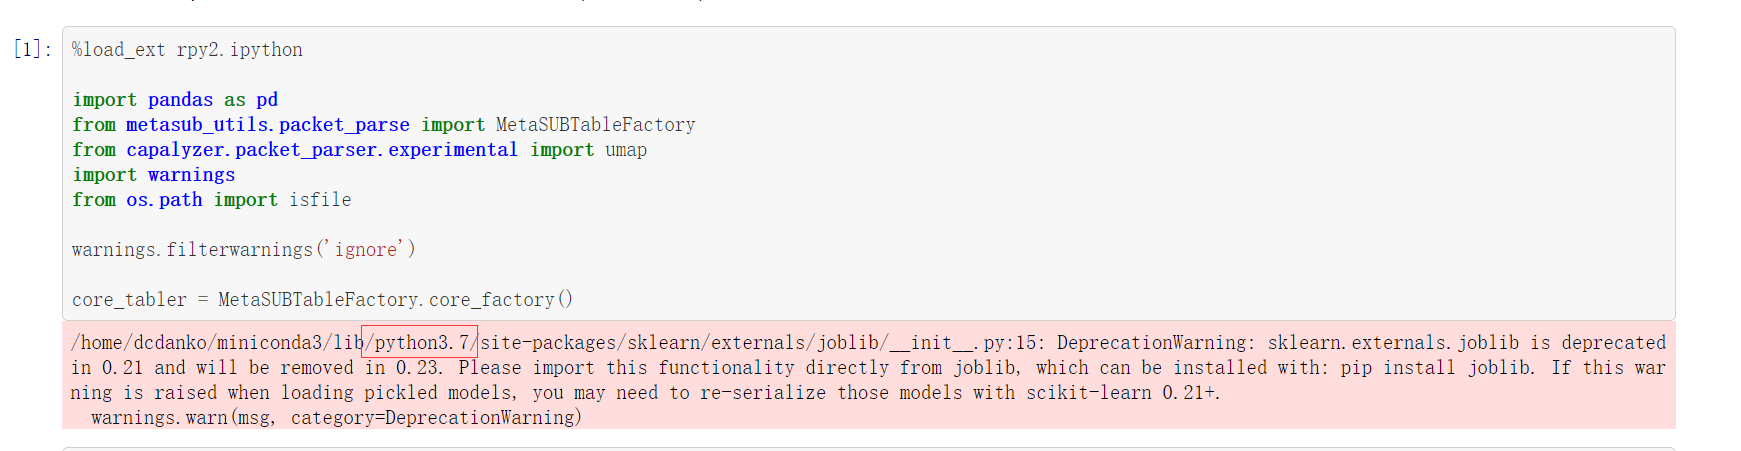 [1]: %load_ext rpy2.ipython
import pandas as pd
from metasub_utils.packet_parse import MetaSUBTableFactory
from capalyzer.packet_parser.experimental import umap
import warnings
from os.path import isfile
warnings.filterwarnings('ignore')
core_tabler = MetaSUBTableFactory.core_factory()
/home/dcdanko/miniconda3/lib/python3.7/site-packages/sklearn/externals/joblib/__init__.py:15: DeprecationWarning: sklearn.externals.joblib is deprecated
in 0.21 and will be removed in 0.23. Please import this functionality directly from joblib, which can be installed with: pip install joblib. If this war
ning is raised when loading pickled models, you may need to re-serialize those models with scikit-learn 0.21+.
  warnings.warn(msg, category=DeprecationWarning)